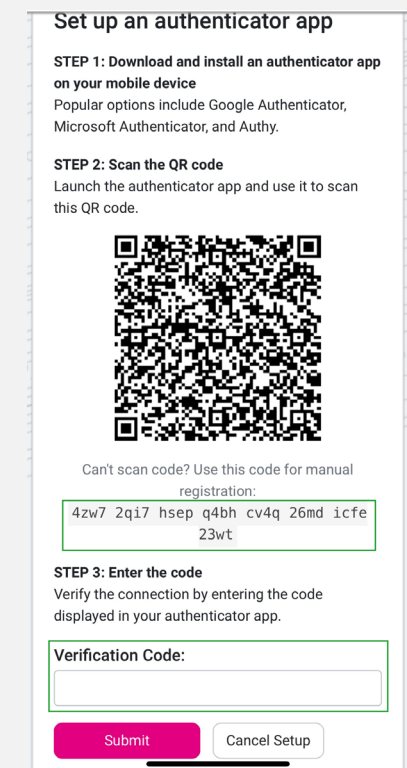 Set up an authenticator app
STEP 1: Download and install an authenticator app
on your mobile device
Popular options include Google Authenticator,
Microsoft Authenticator, and Authy.
STEP 2: Scan the QR code
Launch the authenticator app and use it to scan
this QR code.
Can't scan code? Use this code for manual
registration:
4zw7 2qi7 hsep q4bh cv4q 26md icfe
23wt
STEP 3: Enter the code
Verify the connection by entering the code
displayed in your authenticator app.
Verification Code:
Submit
Cancel Setup